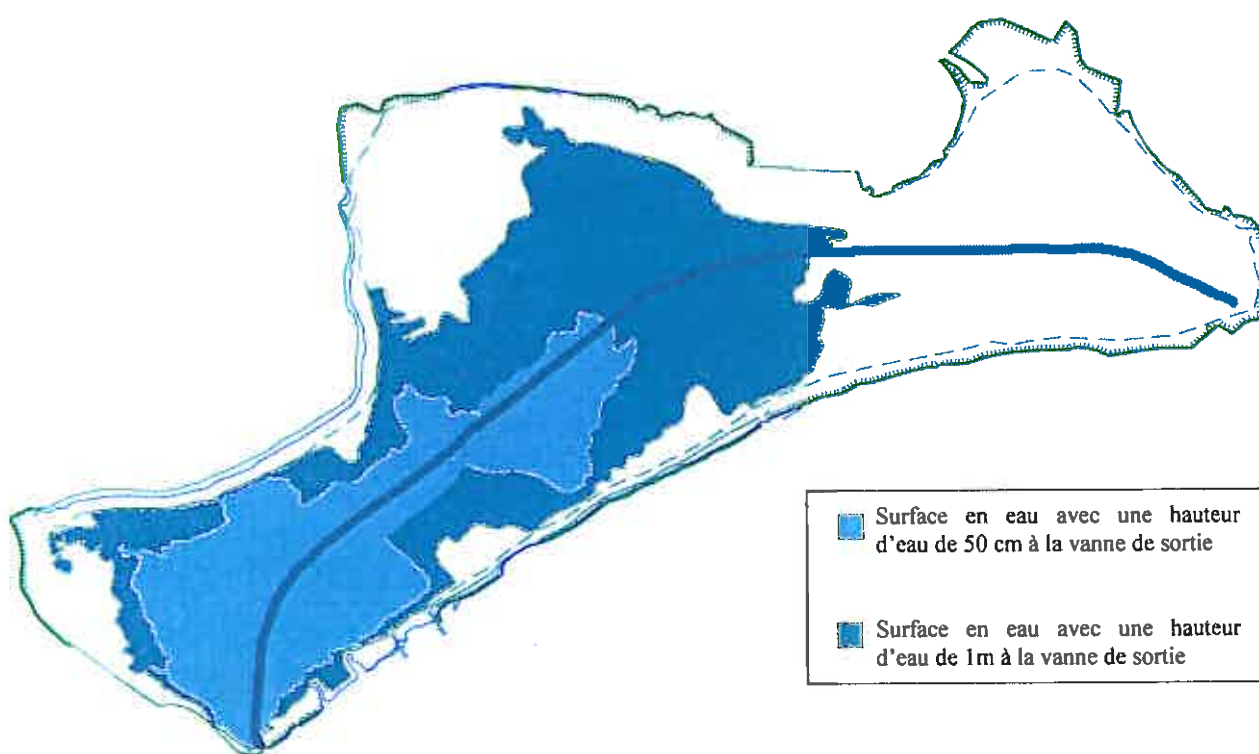 Surface en eau avec une hauteur
d'eau de 50 cm à la vanne de sortie
Surface en eau avec une hauteur
d'eau de 1m à la vanne de sortie